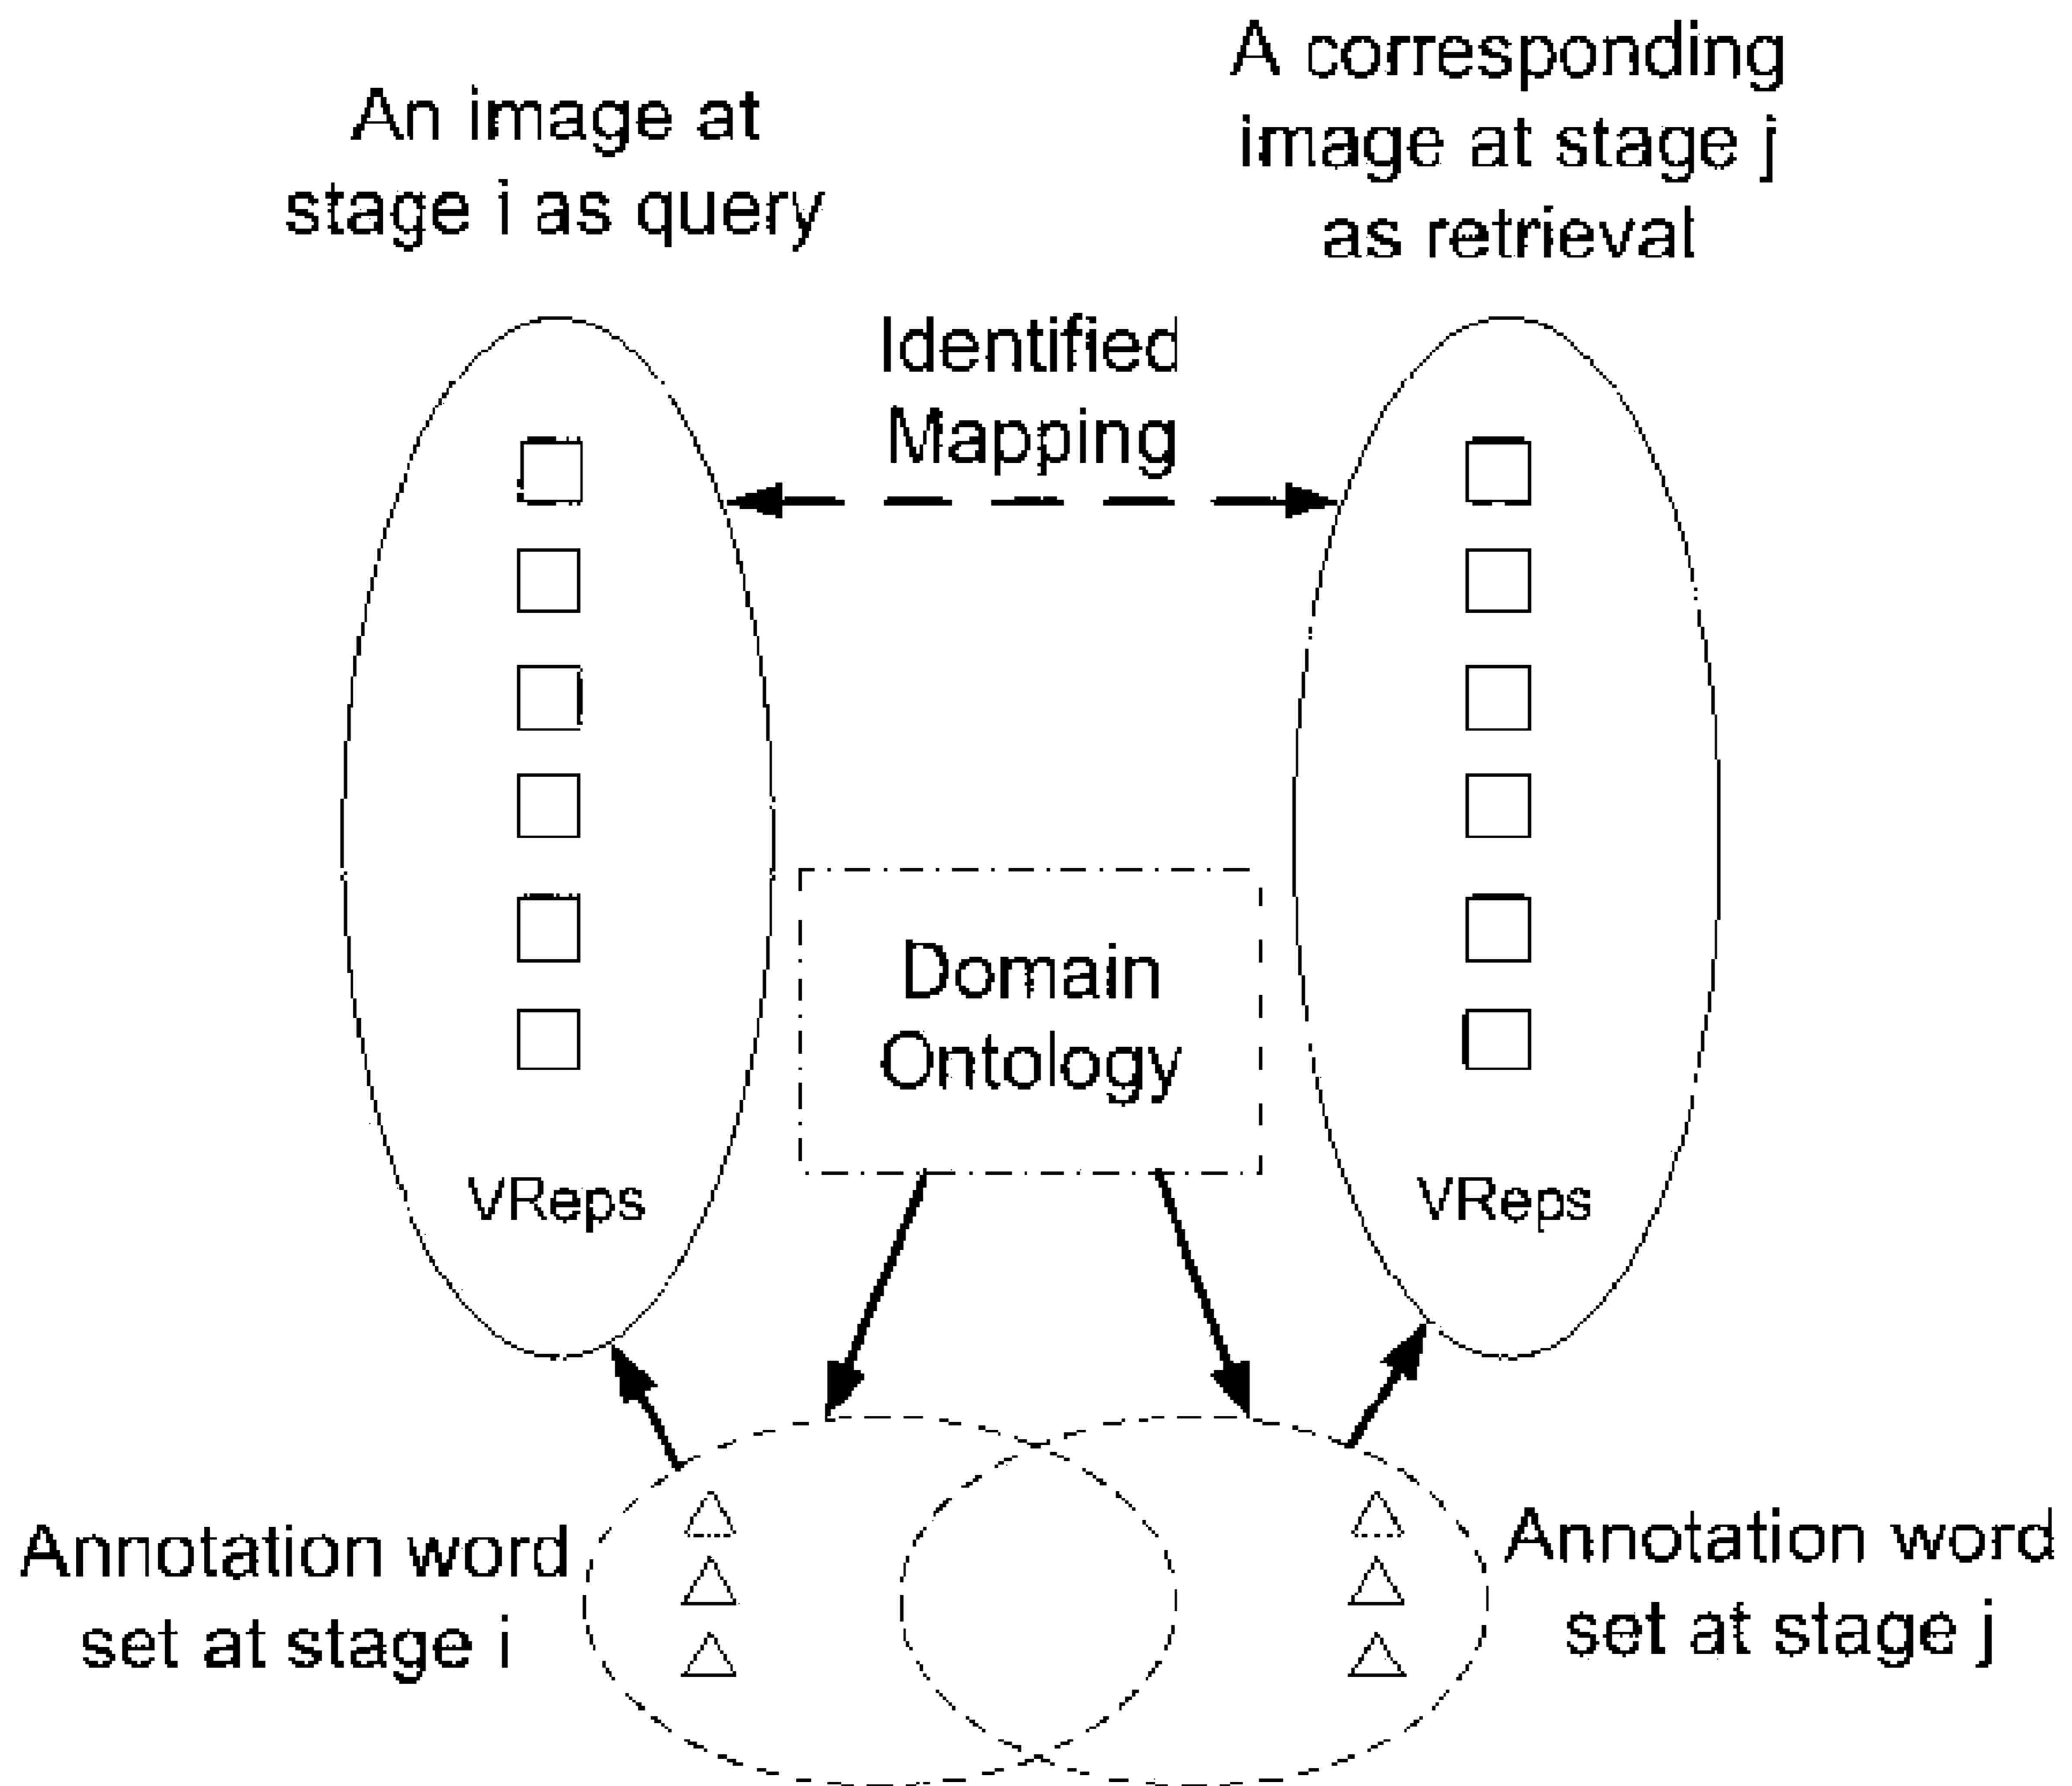 An image at
stage i as query
A corresponding
image at stage j
as retrieval
Identified
Mapping
Domain
Ontology
VReps
VReps
Annotation word
set at stage i
Annotation word
set at stage j